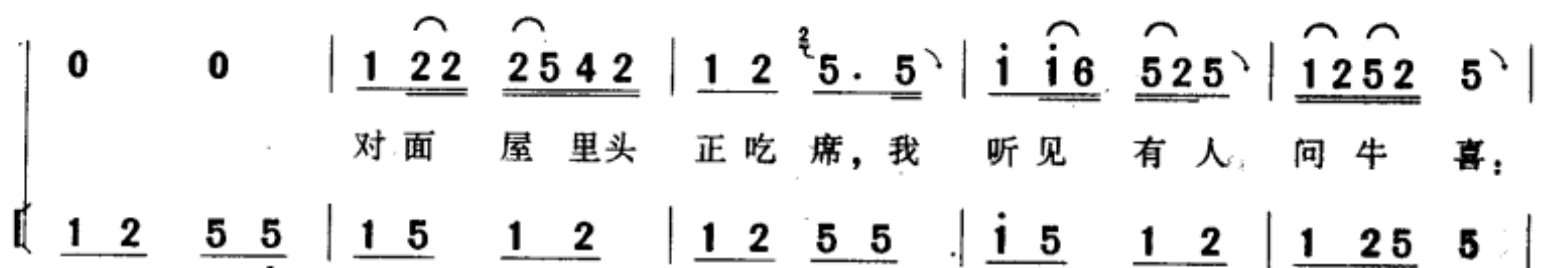 0 0 | 1 22 2542 | 1 2 5. 5 | i i6 525 | 1252 5 |
对面 屋 里头 正吃 席，我 听见 有人 问牛 喜：
1 2 5 5 | 1 5 1 2 | 1 2 5 5 | i 5 1 2 | 1 25 5 |